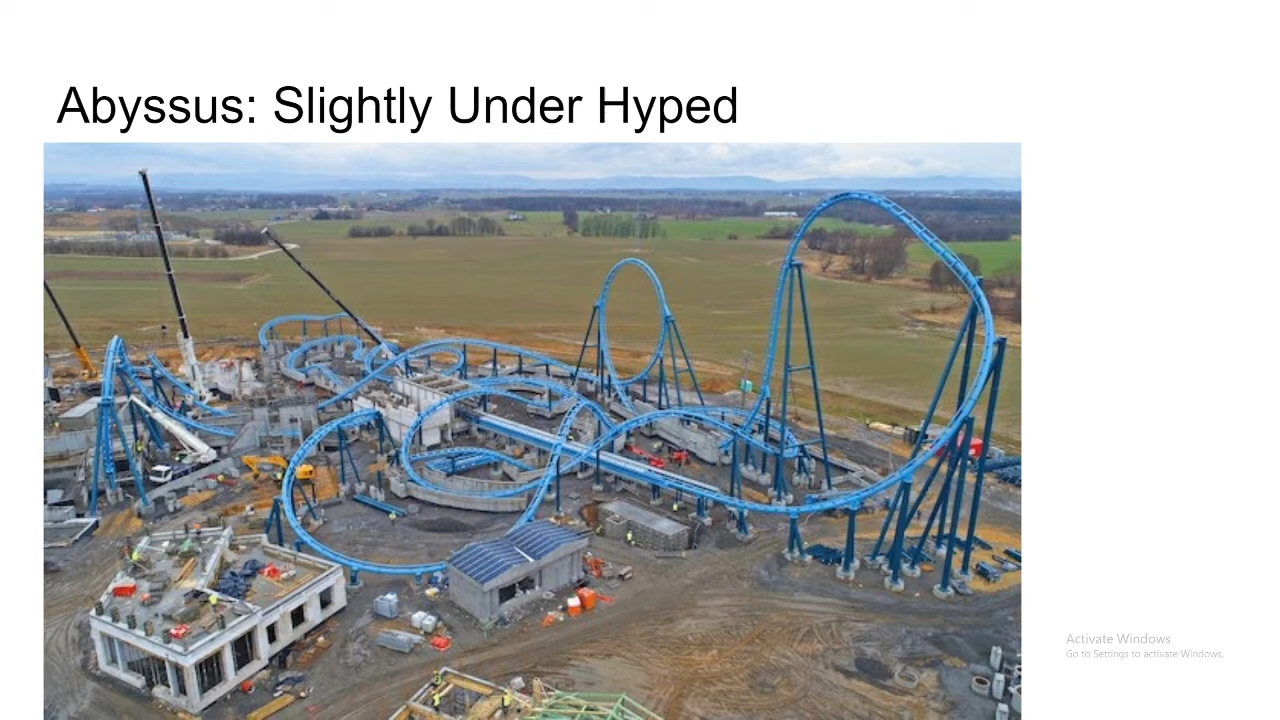 Abyssus: Slightly Under Hyped
Activate Windows
Go to Settings to activate Windows.